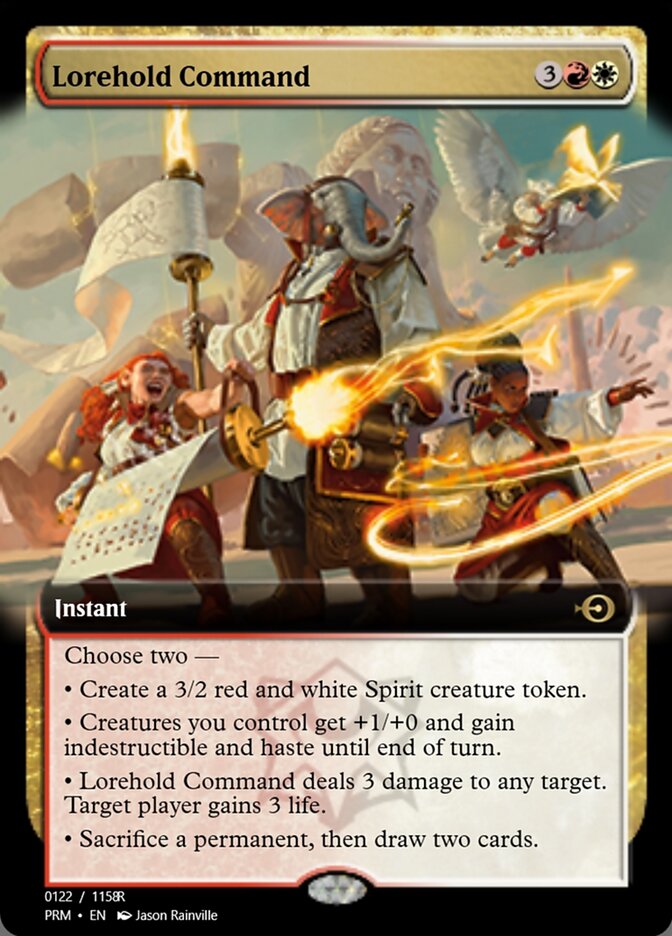 Lorehold Command
3
Instant
Choose two —
• Create a 3/2 red and white Spirit creature token.
• Creatures you control get +1/+0 and gain
indestructible and haste until end of turn.
• Lorehold Command deals 3 damage to any target.
Target player gains 3 life.
• Sacrifice a permanent, then draw two cards.
0122 / 1158R
PRM • EN Jason Rainville